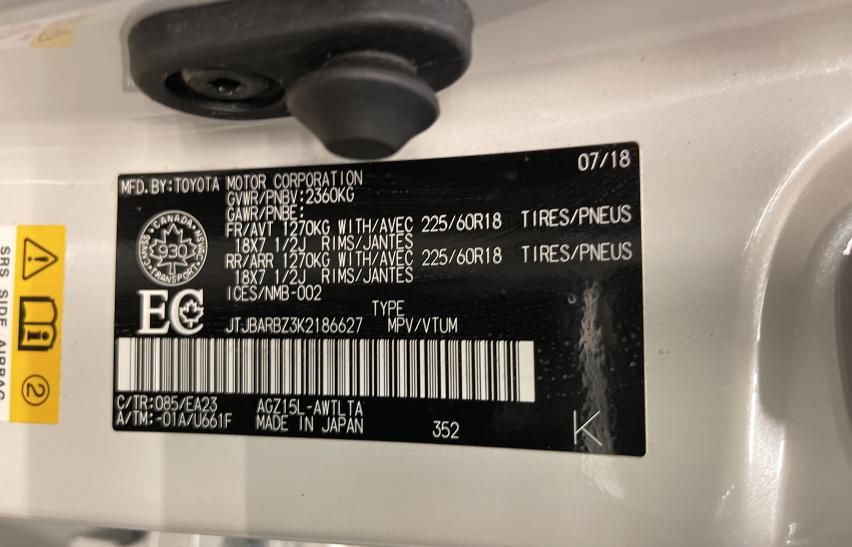 07/18
MFD.BY:TOYOTA MOTOR CORPORATION
GVWR/PNBV:2360KG
GAWR/PNBE:
FR/AVT 1270KG WITH/AVEC 225/60R18 TIRES/PNEUS
18X7 1/2J RIMS/JANTES
RR/ARR 1270KG WITH/AVEC 225/60R18 TIRES/PNEUS
18X7 1/2J RIMS/JANTES
ICES/NMB-002
CANADA
930
TRANSPORT
EC
TYPE
JTJBARBZ3K2186627 MPV/VTUM
C/TR:085/EA23 AGZ15L-AWTLTA
A/TM:-01A/U661F MADE IN JAPAN 352
K
SRS SIDE AIRBAG
2